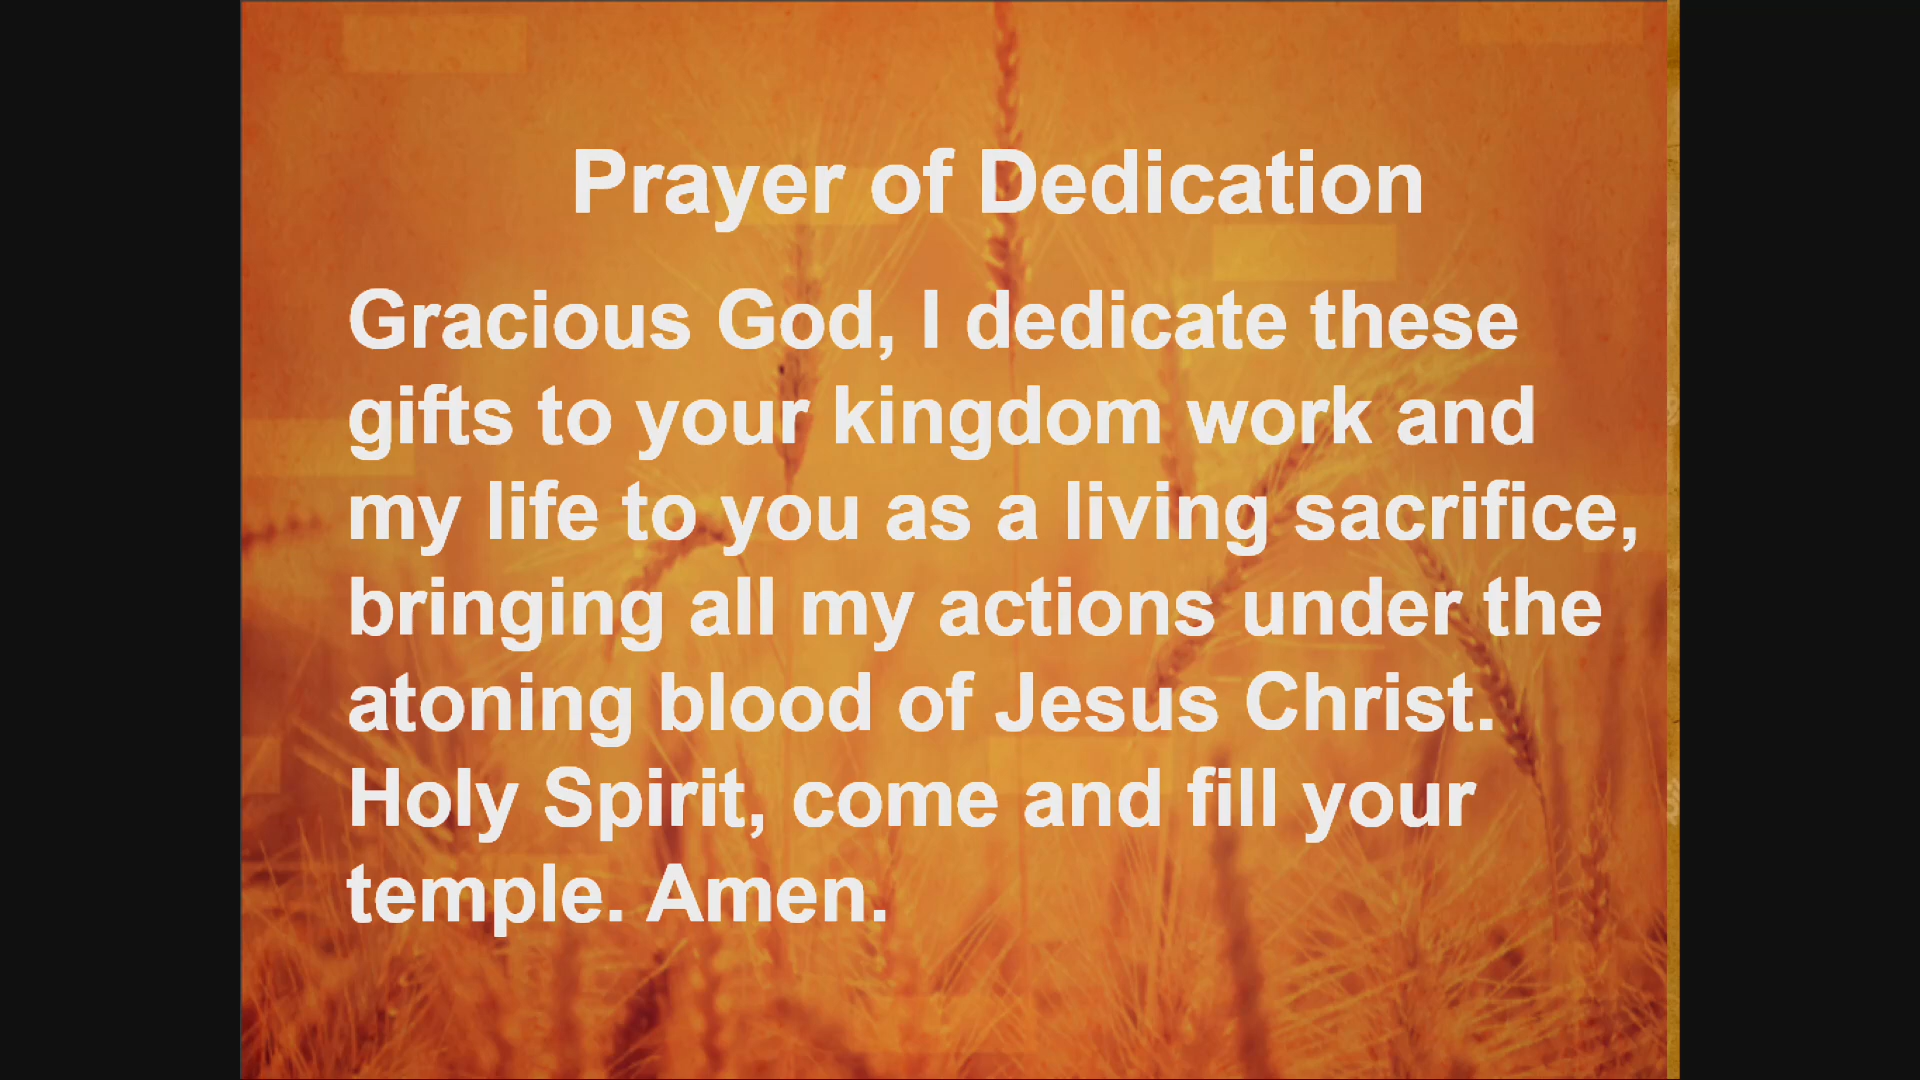 Prayer of Dedication
Gracious God, I dedicate these
gifts to your kingdom work and
my life to you as a living sacrifice,
bringing all my actions under the
atoning blood of Jesus Christ.
Holy Spirit, come and fill your
temple. Amen.